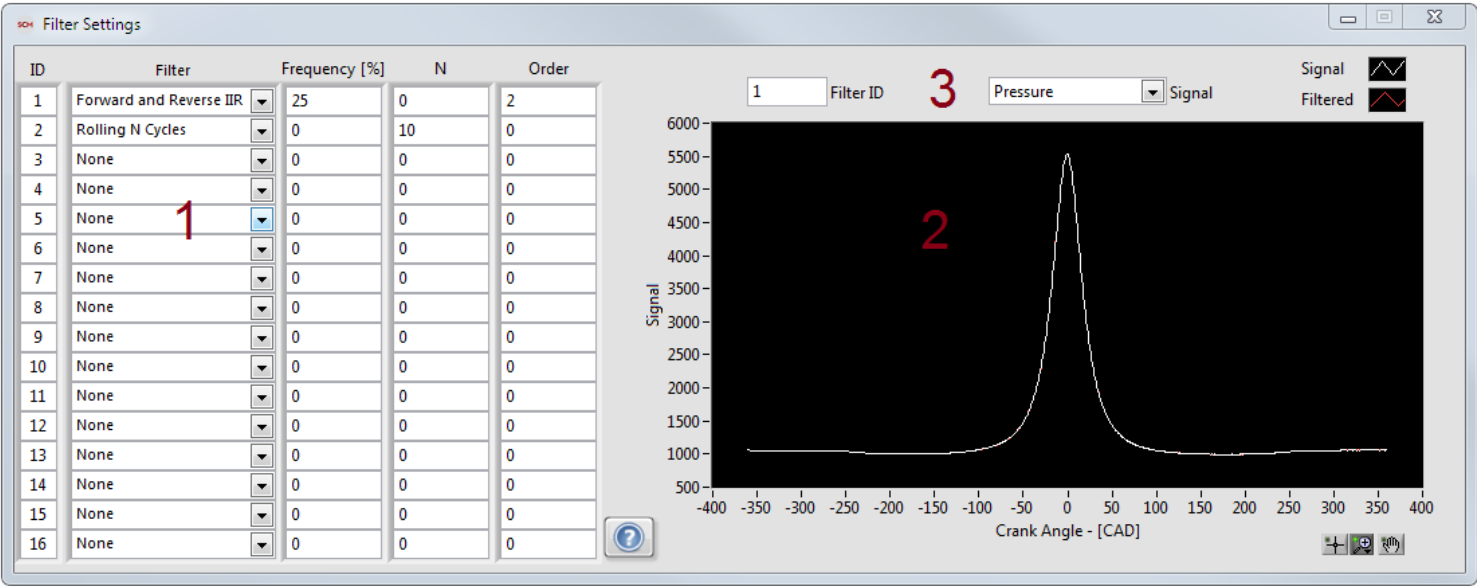 SCM Filter Settings
ID Filter Frequency [%] N Order
1 Forward and Reverse IIR 25 0 2
2 Rolling N Cycles 0 10 0
3 None 0 0 0
4 None 0 0 0
5 None 0 0 0
6 None 0 0 0
7 None 0 0 0
8 None 0 0 0
9 None 0 0 0
10 None 0 0 0
11 None 0 0 0
12 None 0 0 0
13 None 0 0 0
14 None 0 0 0
15 None 0 0 0
16 None 0 0 0
1
?
1 Filter ID 3 Pressure Signal
Signal
Filtered
2
Signal
6000
5500
5000
4500
4000
3500
3000
2500
2000
1500
1000
500
-400 -350 -300 -250 -200 -150 -100 -50 0 50 100 150 200 250 300 350 400
Crank Angle - [CAD]